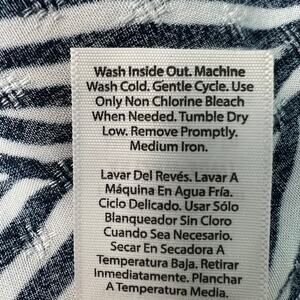 Wash Inside Out. Machine
Wash Cold. Gentle Cycle. Use
Only Non Chlorine Bleach
When Needed. Tumble Dry
Low. Remove Promptly.
Medium Iron.
Lavar Del Revés. Lavar A
Máquina En Agua Fría.
Ciclo Delicado. Usar Sólo
Blanqueador Sin Cloro
Cuando Sea Necesario.
Secar En Secadora A
Temperatura Baja. Retirar
Inmediatamente. Planchar
A Temperatura Media.